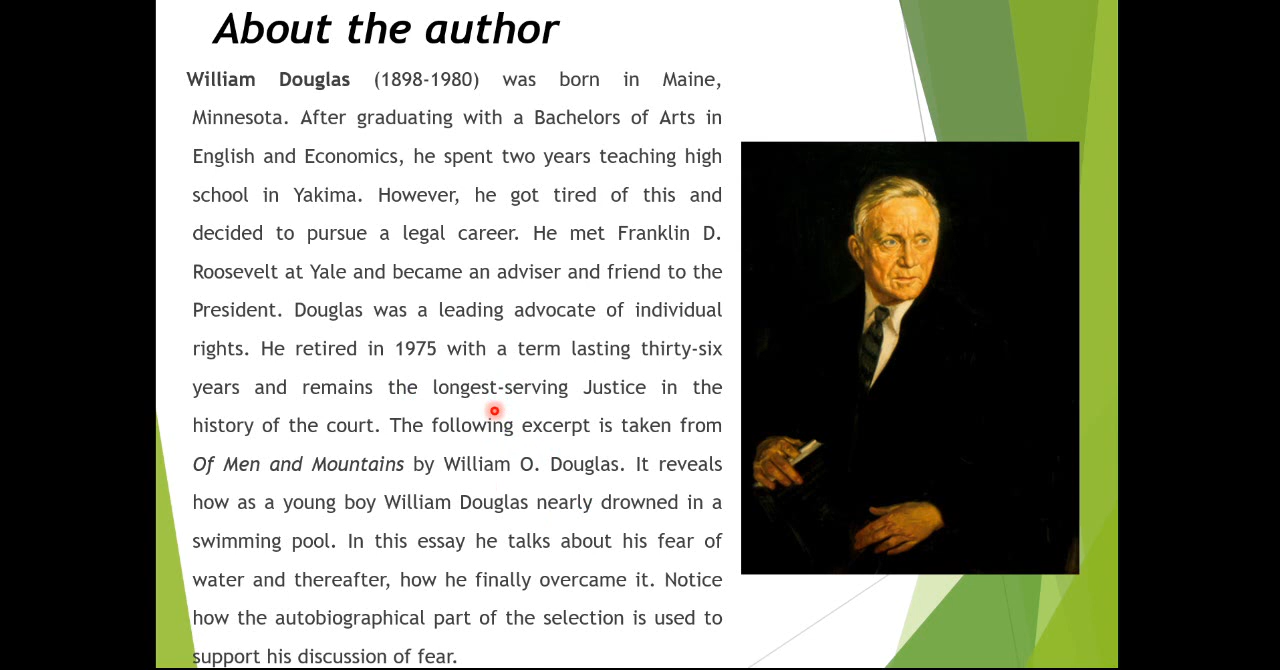 About the author
William Douglas (1898-1980) was born in Maine,
Minnesota. After graduating with a Bachelors of Arts in
English and Economics, he spent two years teaching high
school in Yakima. However, he got tired of this and
decided to pursue a legal career. He met Franklin D.
Roosevelt at Yale and became an adviser and friend to the
President. Douglas was a leading advocate of individual
rights. He retired in 1975 with a term lasting thirty-six
years and remains the longest-serving Justice in the
history of the court. The following excerpt is taken from
Of Men and Mountains by William O. Douglas. It reveals
how as a young boy William Douglas nearly drowned in a
swimming pool. In this essay he talks about his fear of
water and thereafter, how he finally overcame it. Notice
how the autobiographical part of the selection is used to
support his discussion of fear.